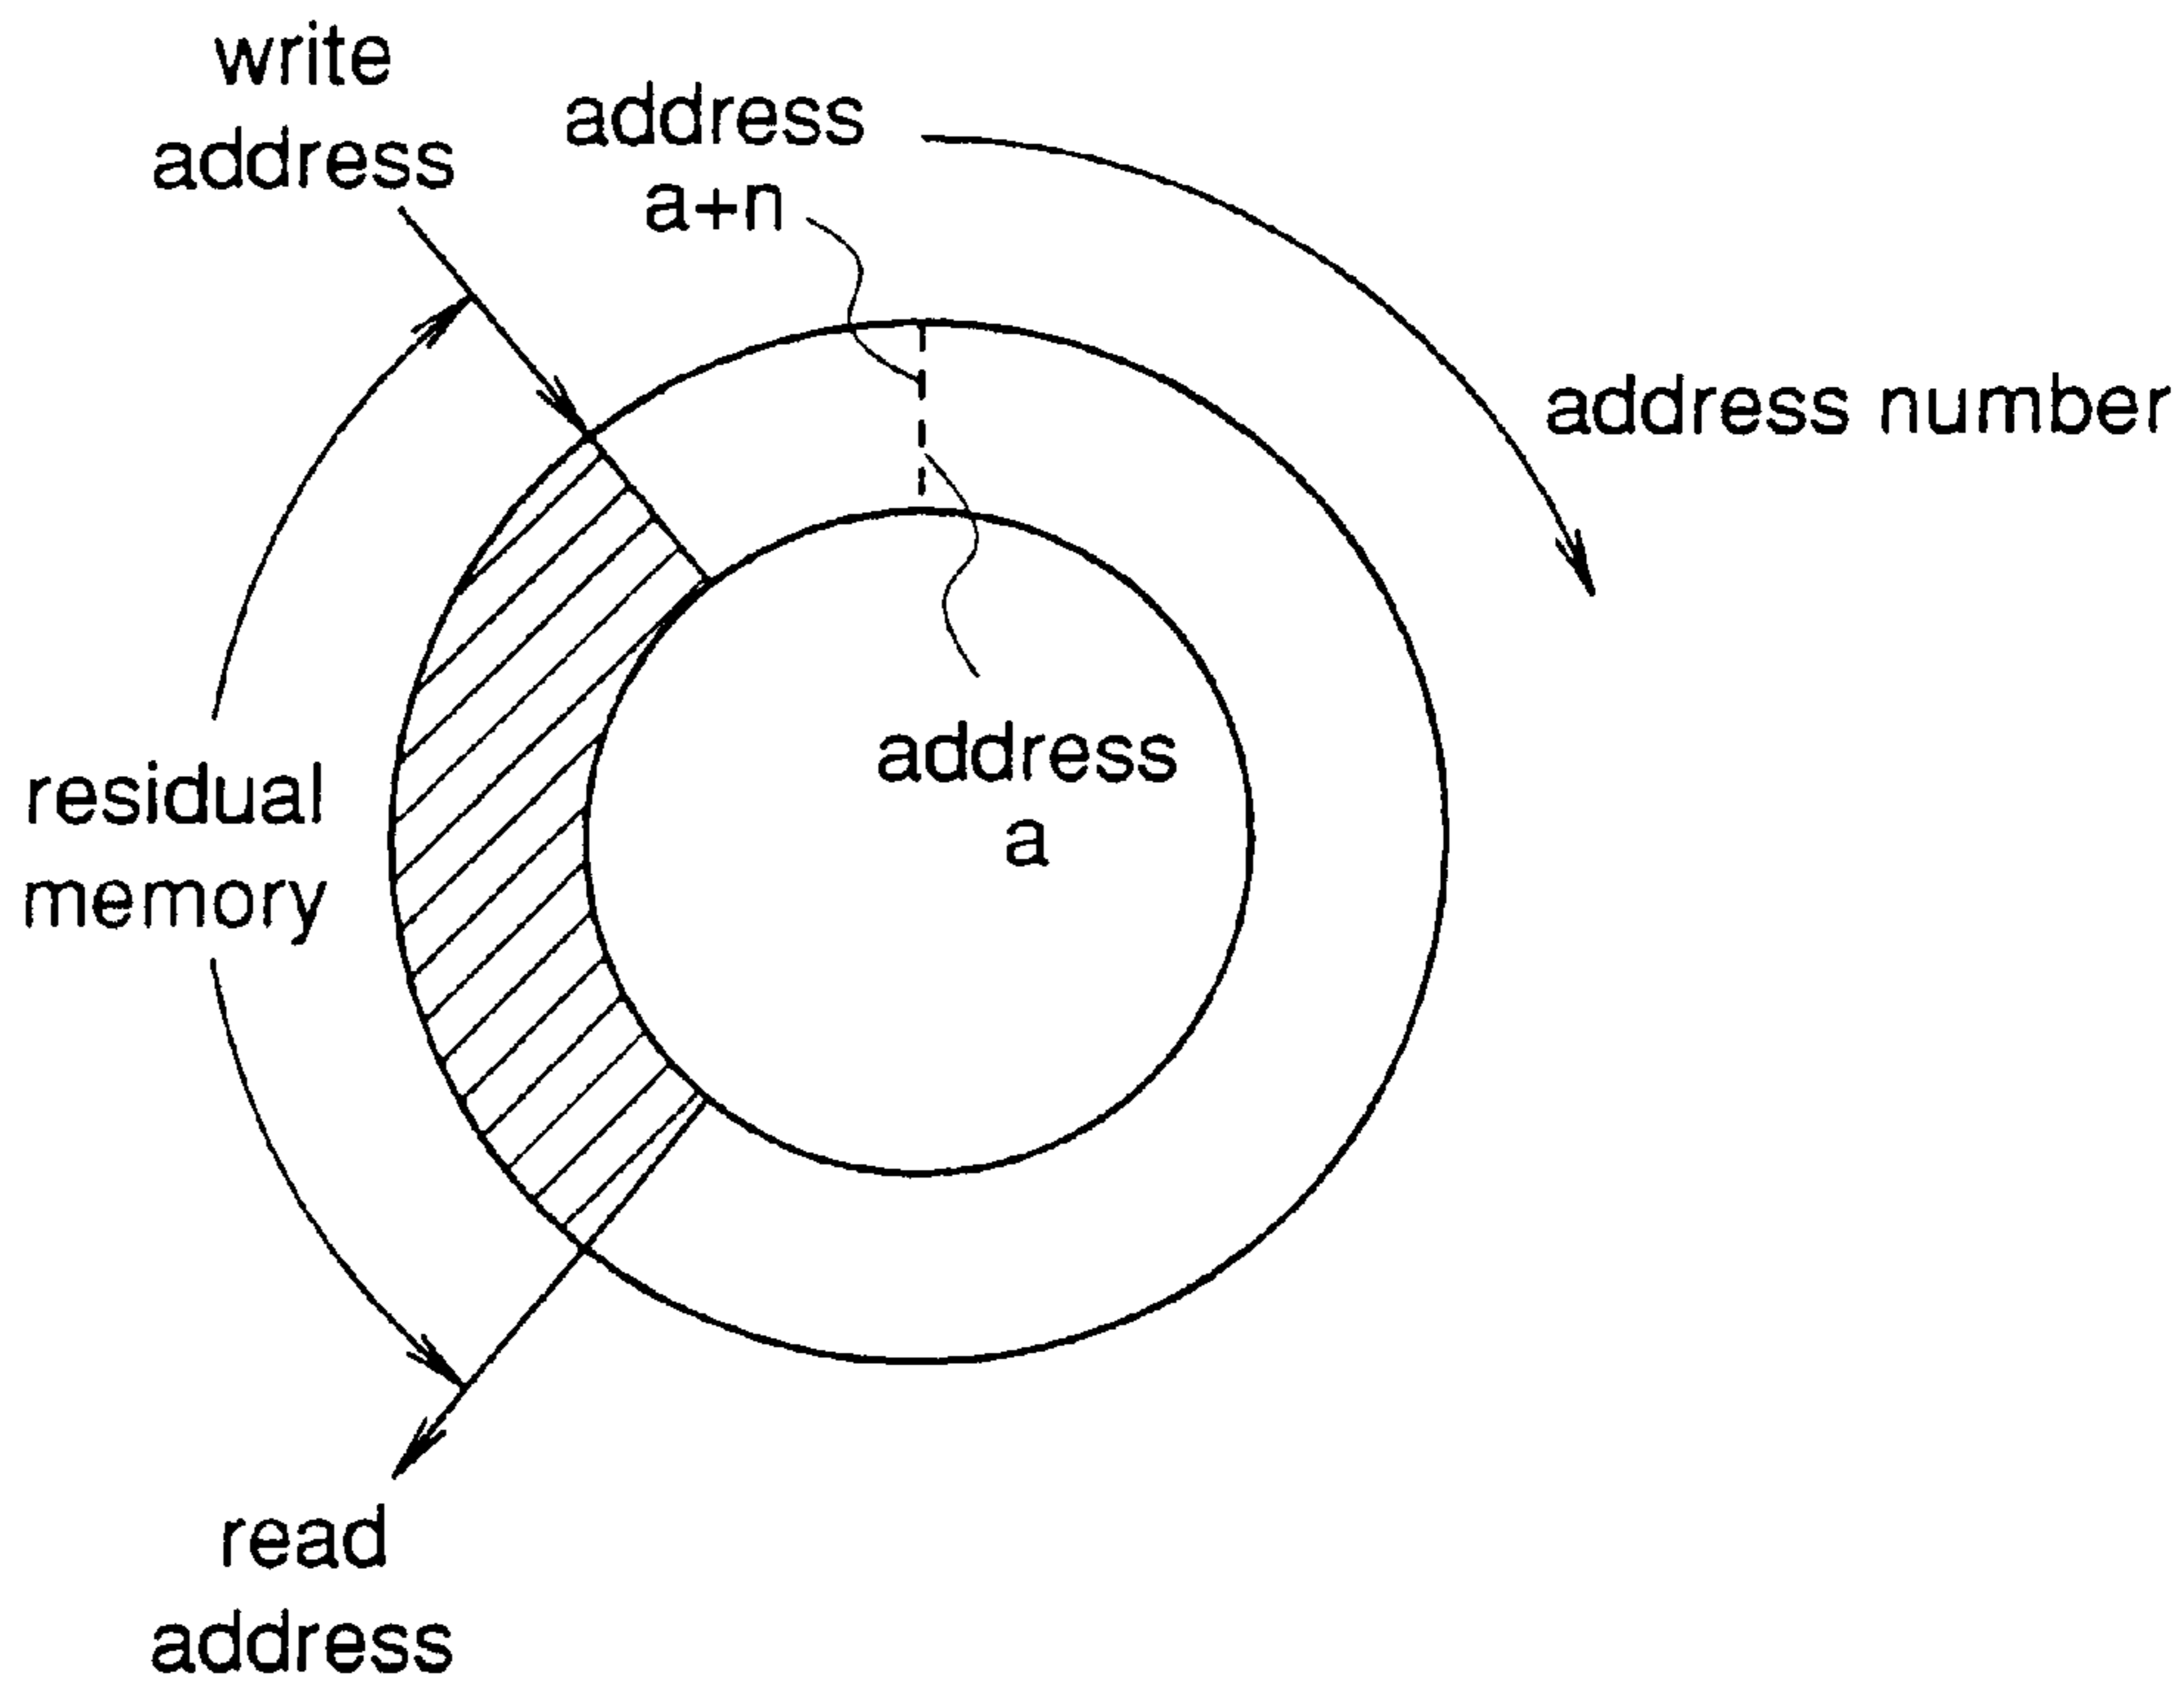 write
address
address
a+n
address number
address
a
residual
memory
read
address